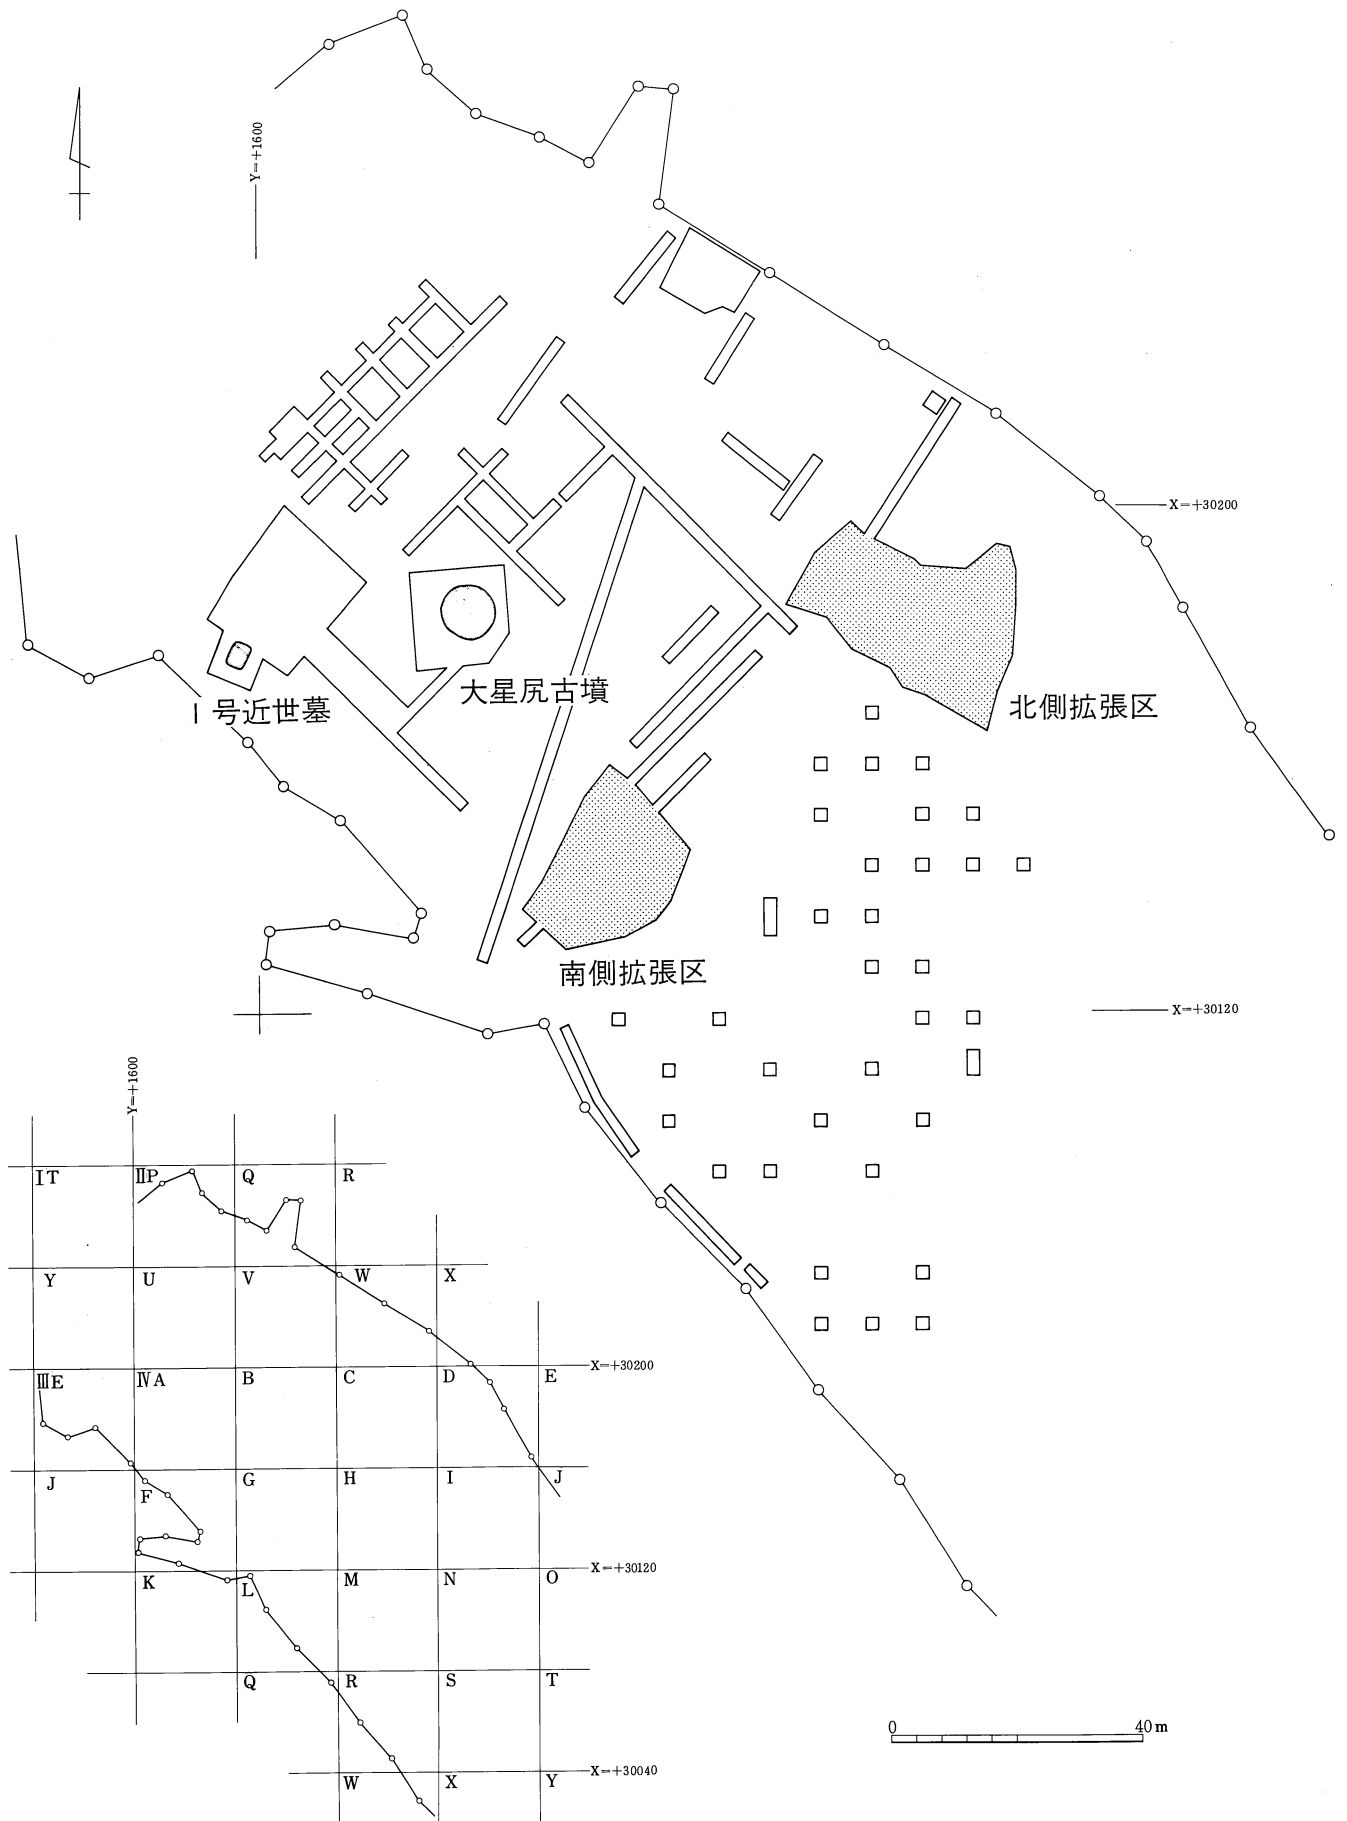 Y=+1600
X=+30200
大星尻古墳
I 号近世墓
北側拡張区
南側拡張区
X=+30120
Y=+1600
IT ⅡP Q R
Y U V W X
X=+30200
ⅢE ⅣA B C D E
J F G H I J
X=+30120
K L M N O
Q R S T
X=+30040
W X Y
0 40m